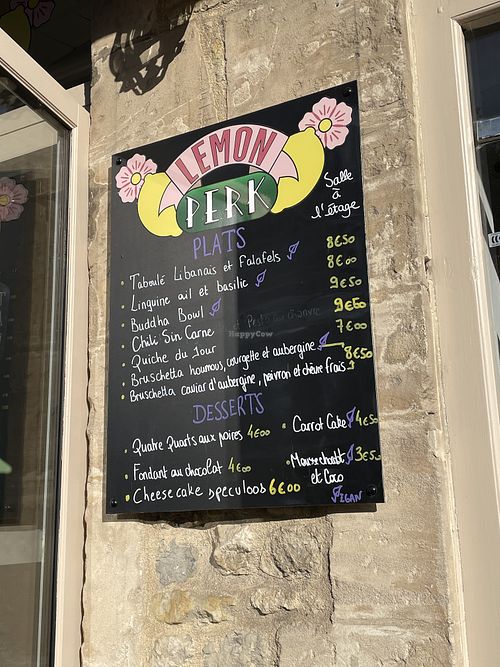 LEMON
PERK
Salle
à
l'étage
PLATS
• Taboulé Libanais et Falafels 8€50
• Linguine ail et basilic 8€00
• Buddha Bowl 9€50
• Chili Sin Carne 9€50
• Quiche du Jour 7€00
• Bruschetta houmous, courgette et aubergine
• Bruschetta caviar d'aubergine, poivron et chèvre frais 8€50
DESSERTS
• Quatre Quarts aux poires 4€00
• Carrot Cake 4€50
• Fondant au chocolat 4€00
• Mousse chocolat 3€50
et Coco
• Cheesecake speculoos 6€00
VEGAN
HappyCow